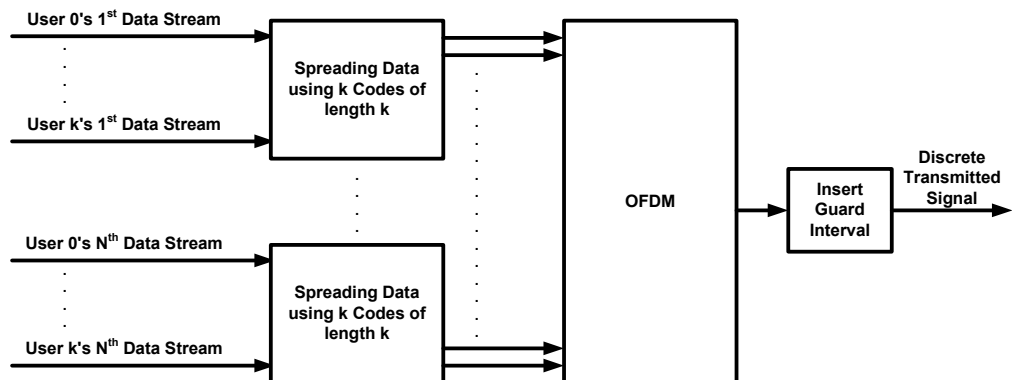 User 0's 1st Data Stream
Spreading Data
using k Codes of
length k
User k's 1st Data Stream
OFDM
Insert
Guard
Interval
Discrete
Transmitted
Signal
User 0's Nth Data Stream
Spreading Data
using k Codes of
length k
User k's Nth Data Stream